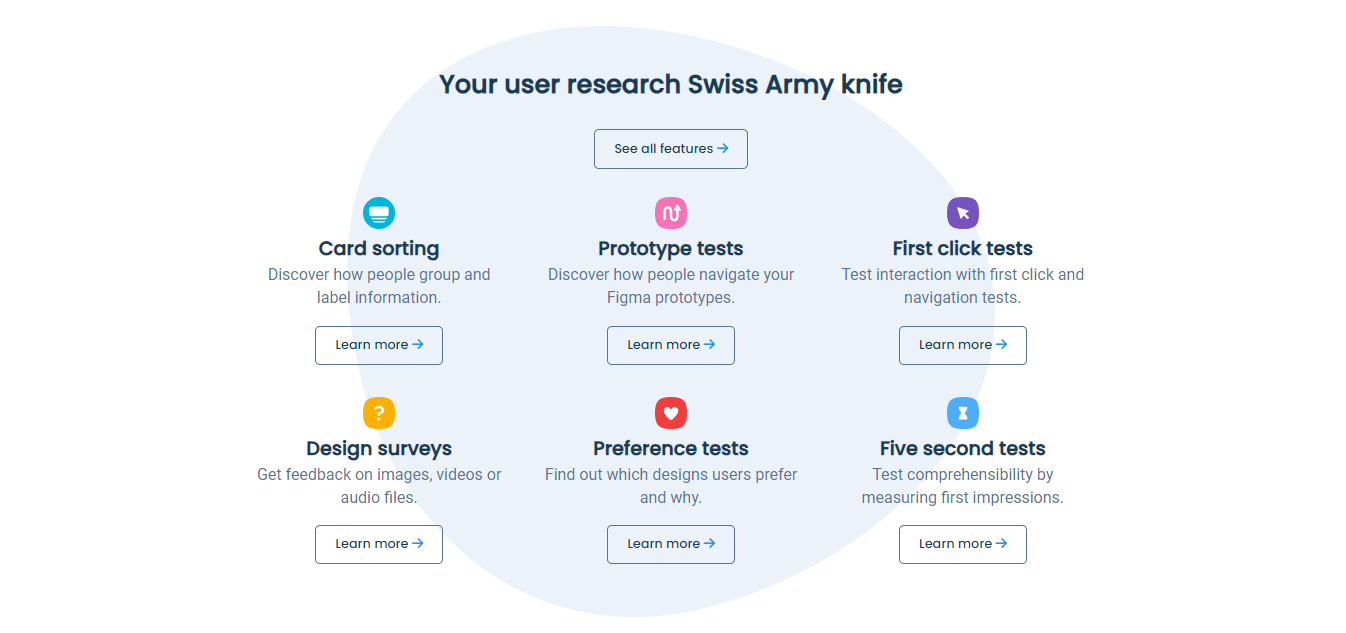 Your user research Swiss Army knife
See all features →
Card sorting
Discover how people group and
label information.
Learn more →
Prototype tests
Discover how people navigate your
Figma prototypes.
Learn more →
First click tests
Test interaction with first click and
navigation tests.
Learn more →
?
Design surveys
Get feedback on images, videos or
audio files.
Learn more →
Preference tests
Find out which designs users prefer
and why.
Learn more →
Five second tests
Test comprehensibility by
measuring first impressions.
Learn more →